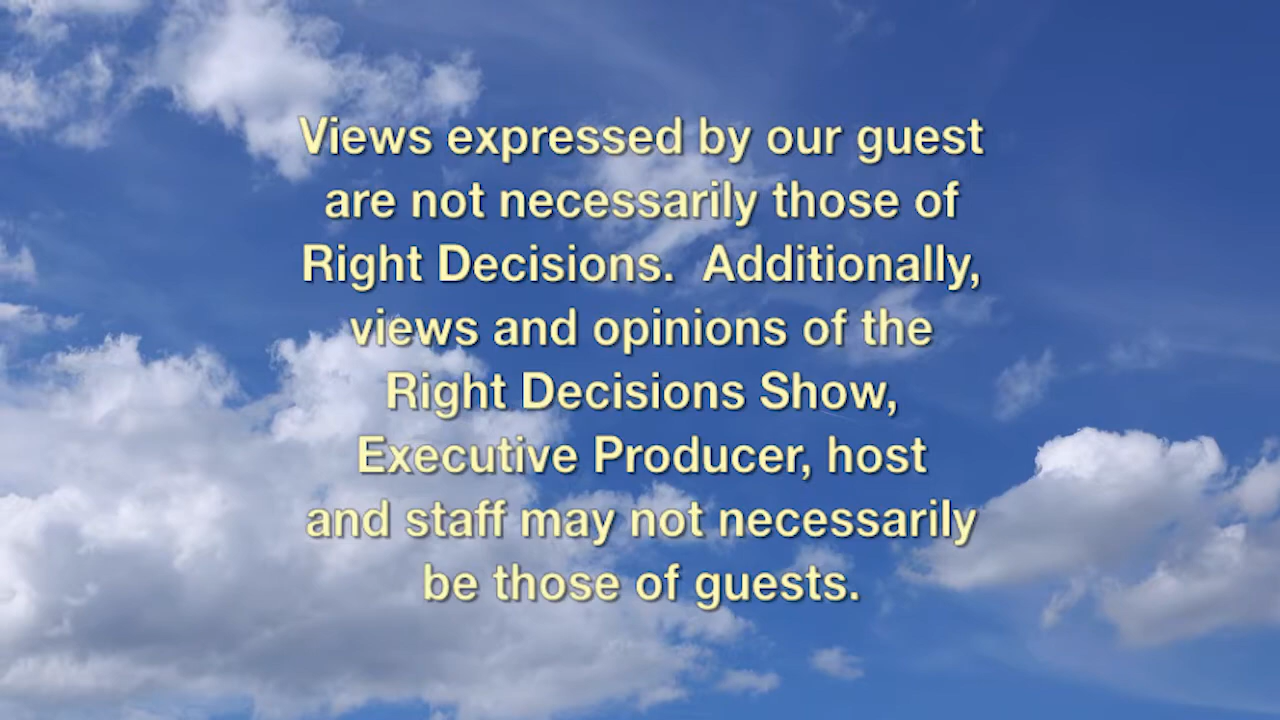 Views expressed by our guest
are not necessarily those of
Right Decisions.  Additionally,
views and opinions of the
Right Decisions Show,
Executive Producer, host
and staff may not necessarily
be those of guests.